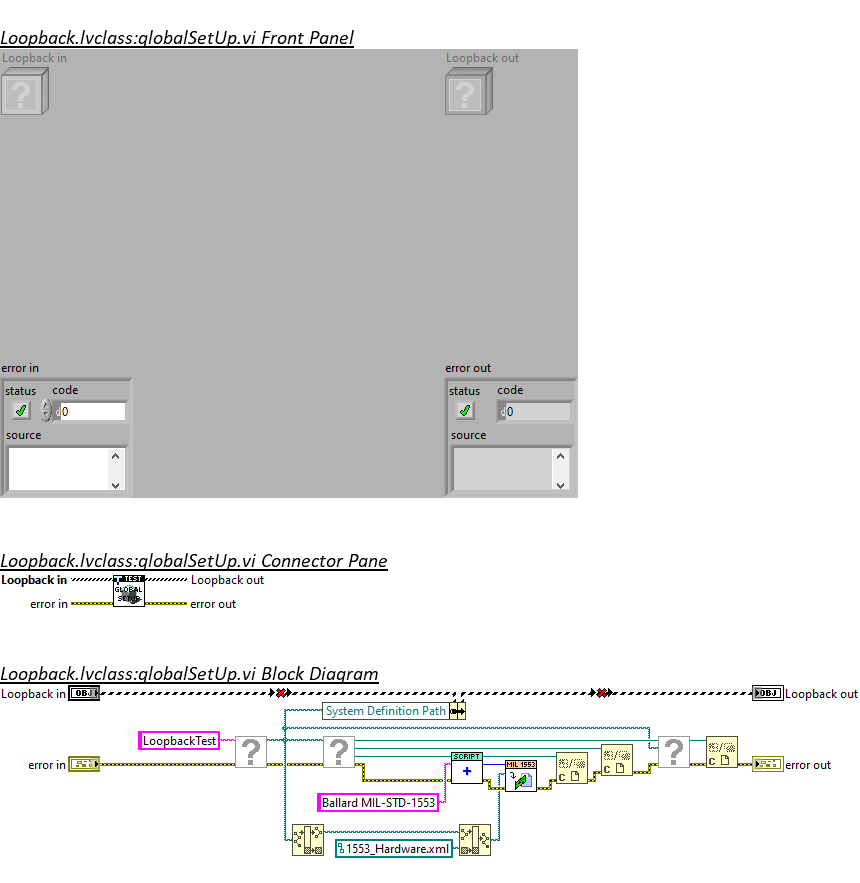 Loopback.lvclass:globalSetUp.vi Front Panel
Loopback in
Loopback out
?
?
error in
error out
status code
status code
d 0
d 0
source
source
Loopback.lvclass:globalSetUp.vi Connector Pane
Loopback in
Loopback out
TEST
GLOBAL
SETUP
error in
error out
Loopback.lvclass:globalSetUp.vi Block Diagram
Loopback in
OBJ
OBJ
Loopback out
System Definition Path
LoopbackTest
?
?
?
error in
error out
SCRIPT
MIL 1553
C
C
C
Ballard MIL-STD-1553
1553_Hardware.xml